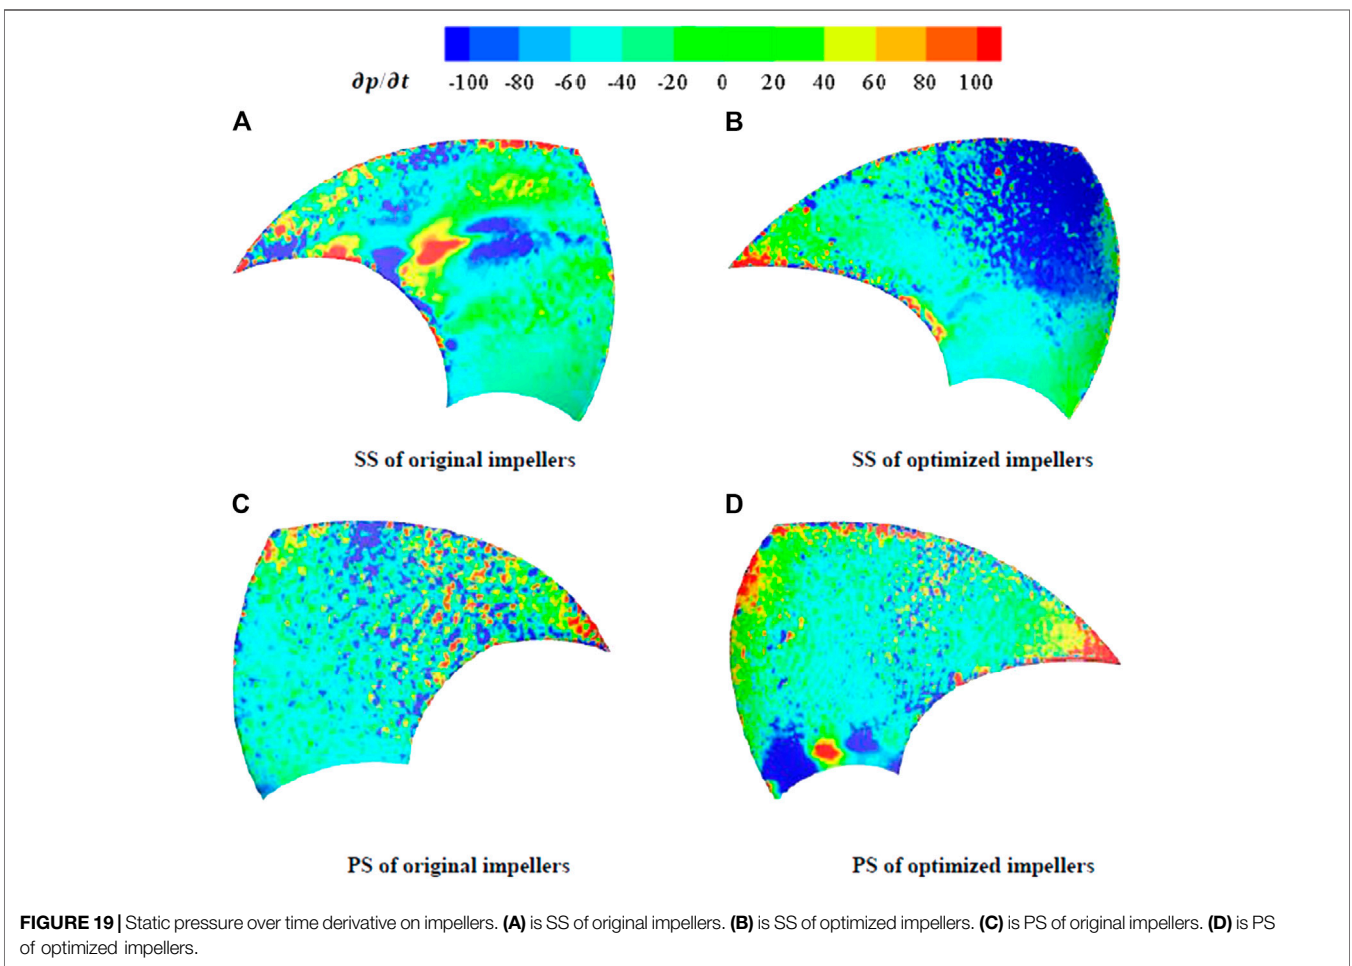 ∂p/∂t -100 -80 -60 -40 -20 0 20 40 60 80 100
A
B
SS of original impellers
SS of optimized impellers
C
D
PS of original impellers
PS of optimized impellers
FIGURE 19 | Static pressure over time derivative on impellers. (A) is SS of original impellers. (B) is SS of optimized impellers. (C) is PS of original impellers. (D) is PS
of optimized impellers.